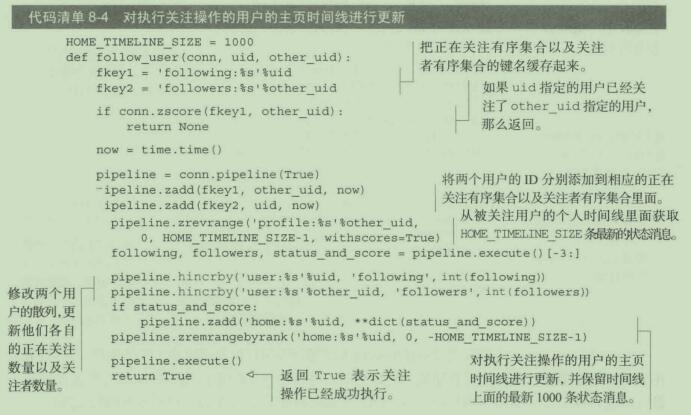 代码清单 8-4 对执行关注操作的用户的主页时间线进行更新
HOME_TIMELINE_SIZE = 1000
def follow_user(conn, uid, other_uid):
fkey1 = 'following:%s'%uid
fkey2 = 'followers:%s'%other_uid
把正在关注有序集合以及关注
者有序集合的键名缓存起来。
if conn.zscore(fkey1, other_uid):
return None
如果 uid 指定的用户已经关
注了 other_uid 指定的用户,
那么返回。
now = time.time()
pipeline = conn.pipeline(True)
ipeline.zadd(fkey1, other_uid, now)
ipeline.zadd(fkey2, uid, now)
将两个用户的 ID 分别添加到相应的正在
关注有序集合以及关注者有序集合里面。
pipeline.zrevrange('profile:%s'%other_uid,
0, HOME_TIMELINE_SIZE-1, withscores=True)
从被关注用户的个人时间线里面获取
HOME_TIMELINE_SIZE 条最新的状态消息。
following, followers, status_and_score = pipeline.execute()[-3:]
pipeline.hincrby('user:%s'%uid, 'following', int(following))
pipeline.hincrby('user:%s'%other_uid, 'followers', int(followers))
if status_and_score:
pipeline.zadd('home:%s'%uid, **dict(status_and_score))
pipeline.zremrangebyrank('home:%s'%uid, 0, -HOME_TIMELINE_SIZE-1)
修改两个用
户的散列,更
新他们各自
的正在关注
数量以及关
注者数量。
pipeline.execute()
return True
返回 True 表示关注
操作已经成功执行。
对执行关注操作的用户的主页
时间线进行更新,并保留时间线
上面的最新 1000 条状态消息。